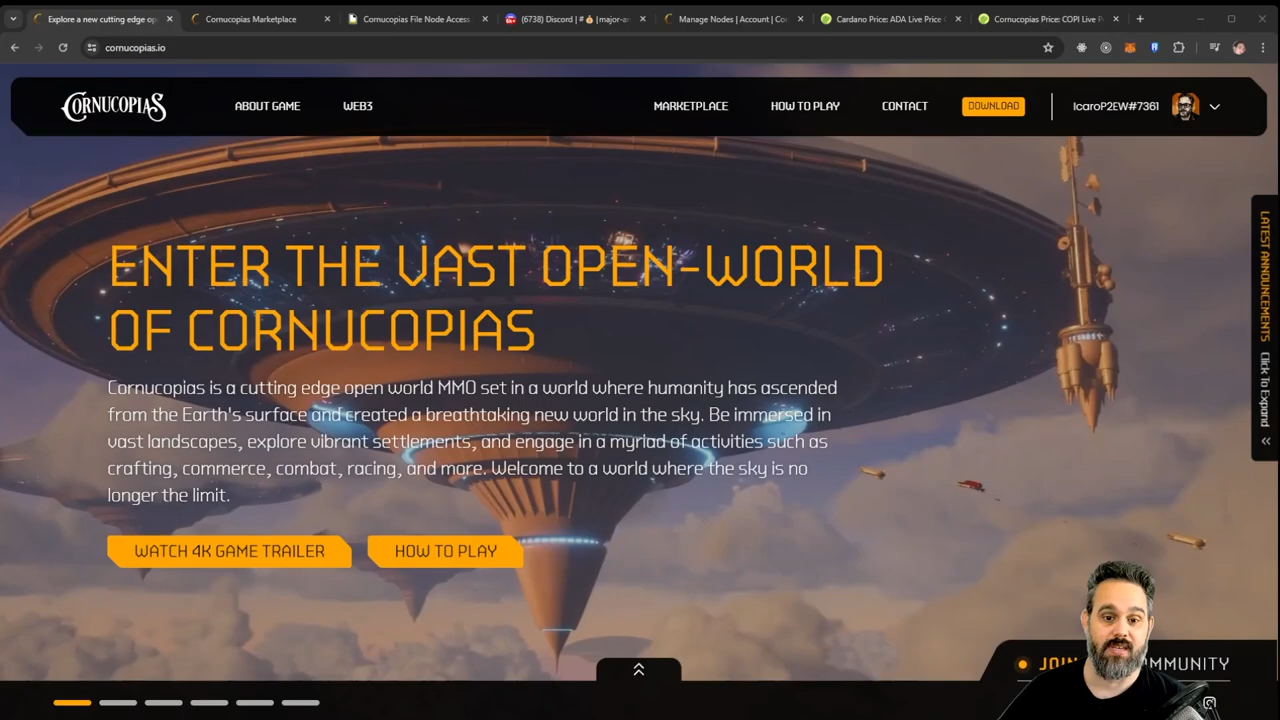 Explore a new cutting edge op
Cornucopias Marketplace
Cornucopias File Node Access
(6738) Discord | #💰|major-a
Manage Nodes | Account | Co
Cardano Price: ADA Live Price
Cornucopias Price: COPI Live P
cornucopias.io
CORNUCOPIAS
ABOUT GAME
WEB3
MARKETPLACE
HOW TO PLAY
CONTACT
DOWNLOAD
IcaroP2EW#7361
ENTER THE VAST OPEN-WORLD
OF CORNUCOPIAS
Cornucopias is a cutting edge open world MMO set in a world where humanity has ascended
from the Earth's surface and created a breathtaking new world in the sky. Be immersed in
vast landscapes, explore vibrant settlements, and engage in a myriad of activities such as
crafting, commerce, combat, racing, and more. Welcome to a world where the sky is no
longer the limit.
WATCH 4K GAME TRAILER
HOW TO PLAY
LATEST ANNOUNCEMENTS Click To Expand